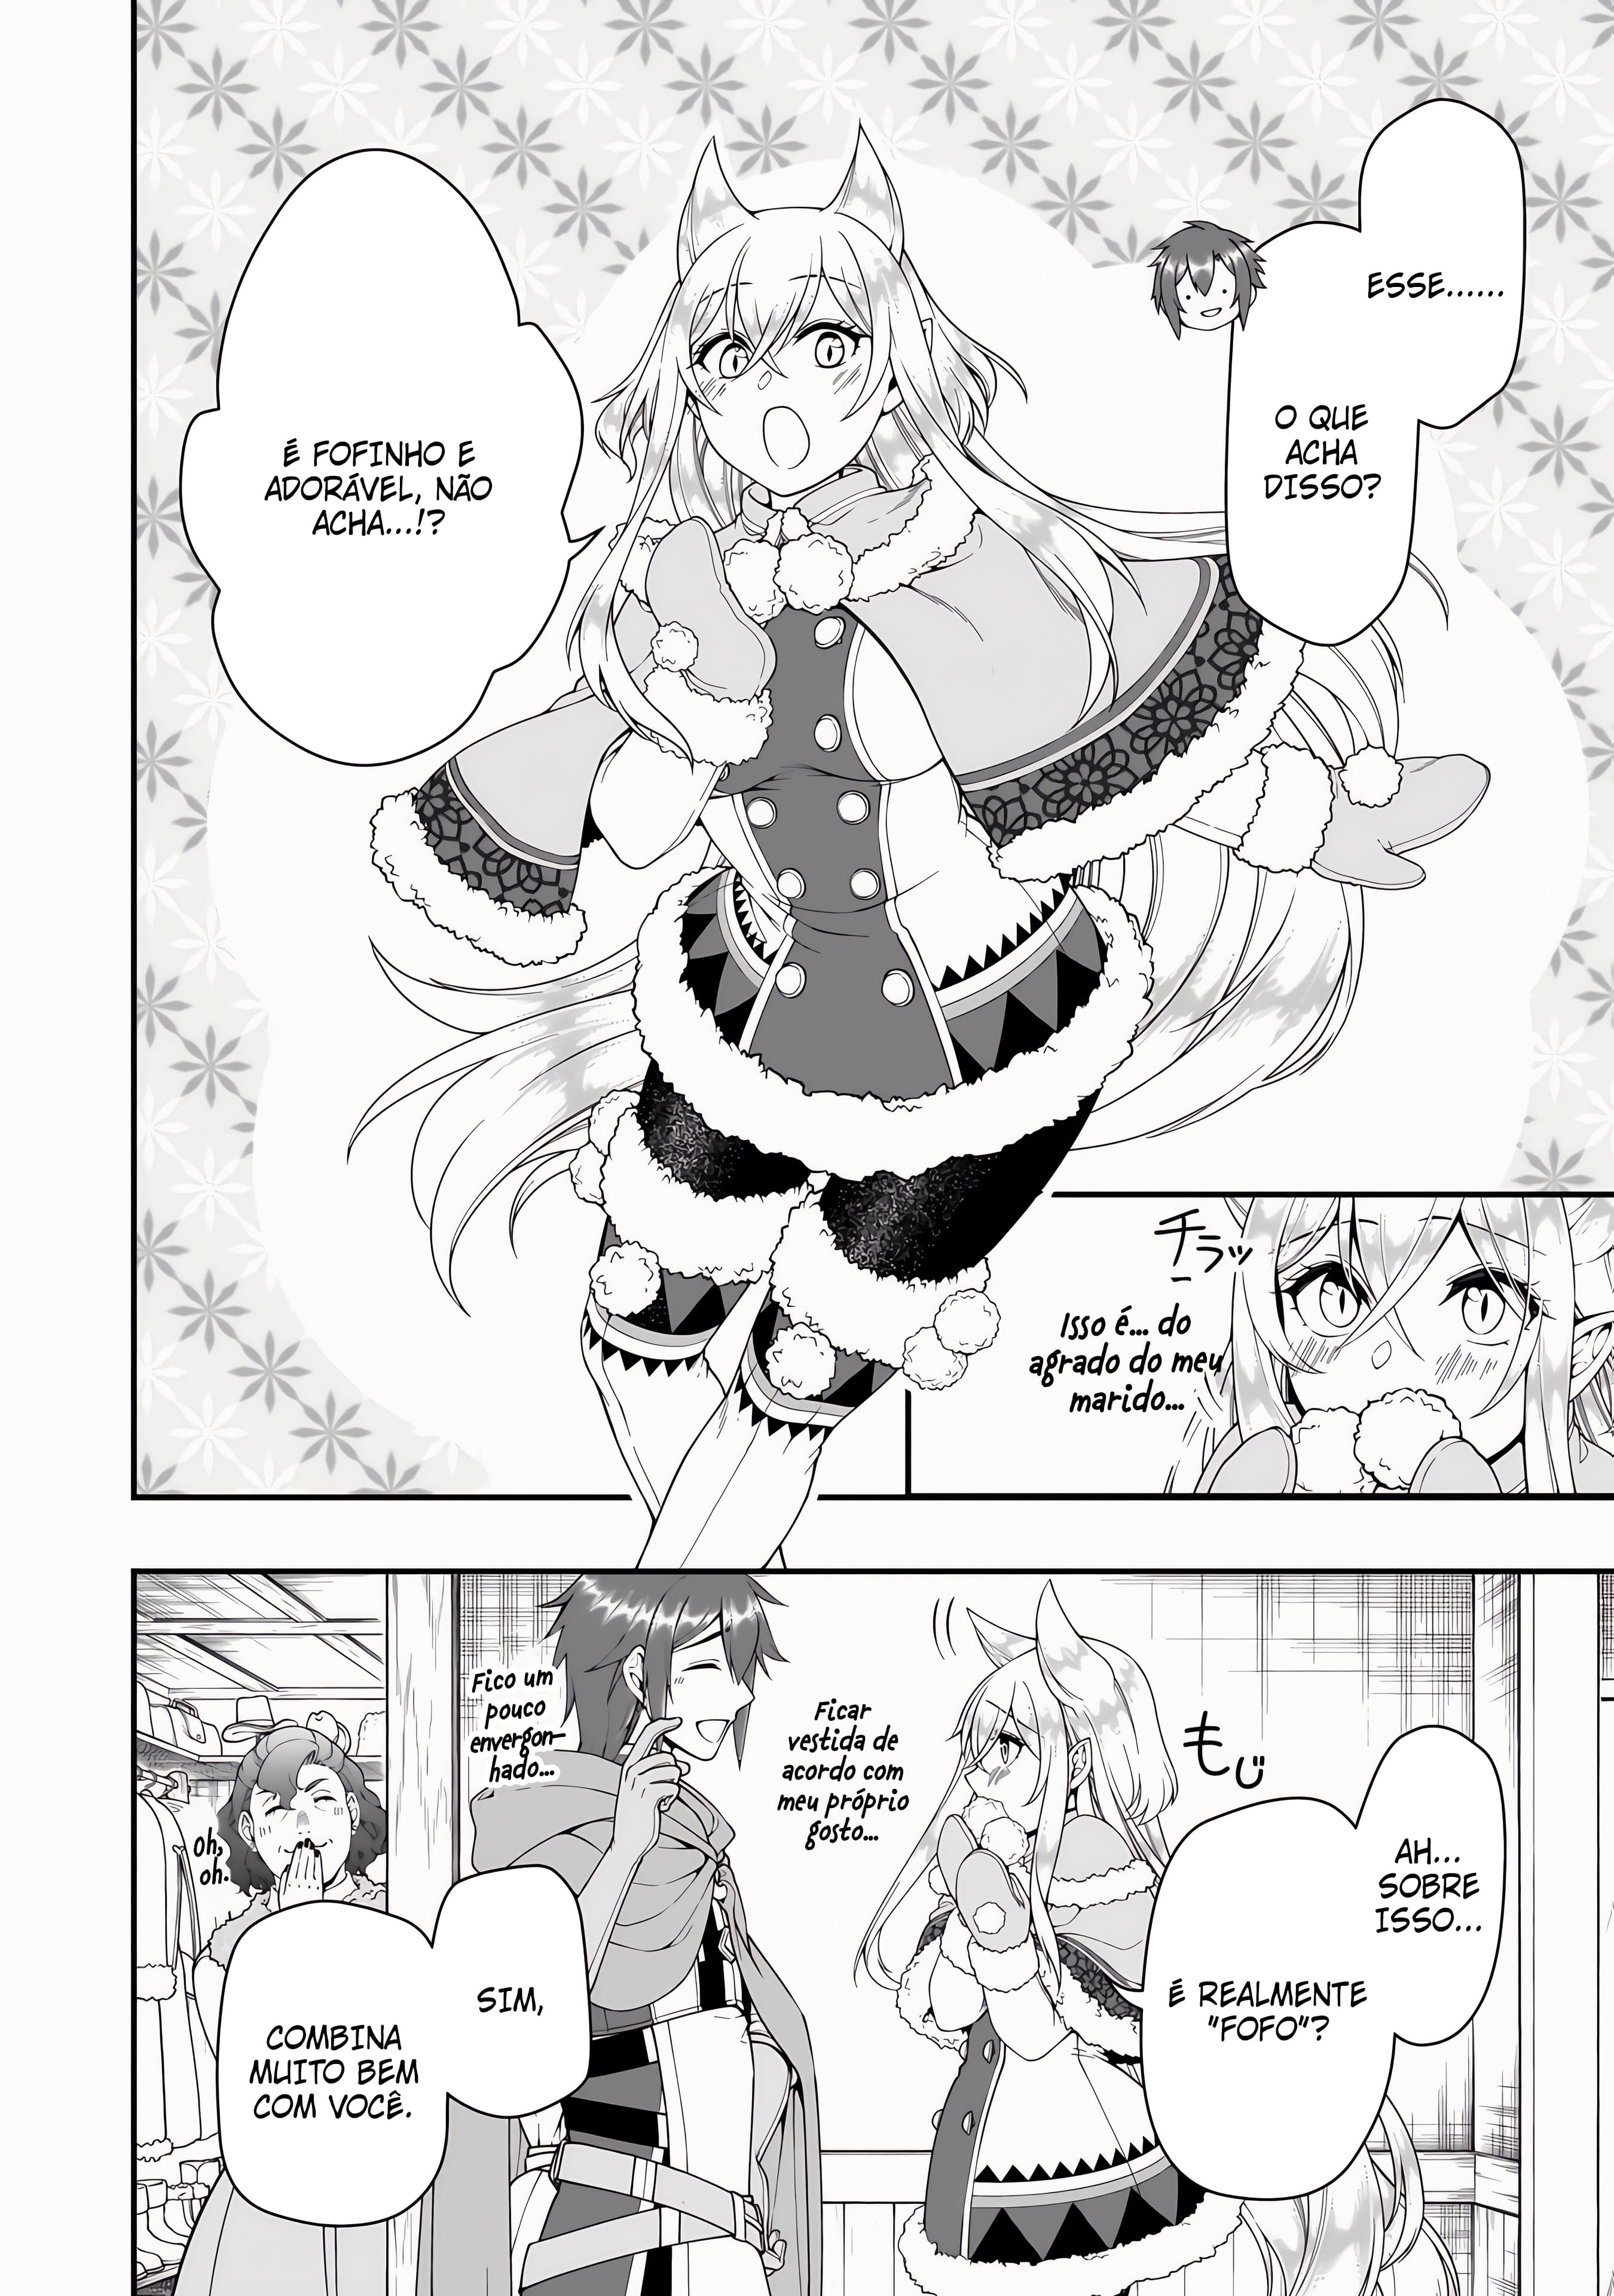 ESSE......
O QUE
ACHA
DISSO?
É FOFINHO E
ADORÁVEL, NÃO
ACHA...!?
チラッ
Isso é... do
agrado do meu
marido...
AH...
SOBRE
ISSO...
É REALMENTE
"FOFO"?
もじ
Ficar
vestida de
acordo com
meu próprio
gosto...
Fico um
pouco
envergon-
hado...
SIM,
COMBINA
MUITO BEM
COM VOCÊ.
Oh,
oh.